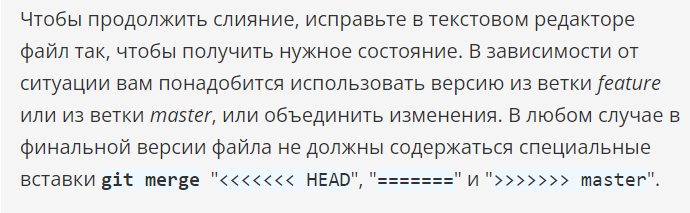 Чтобы продолжить слияние, исправьте в текстовом редакторе
файл так, чтобы получить нужное состояние. В зависимости от
ситуации вам понадобится использовать версию из ветки feature
или из ветки master, или объединить изменения. В любом случае в
финальной версии файла не должны содержаться специальные
вставки git merge "<<<<<<< HEAD", "=======" и ">>>>>>> master".